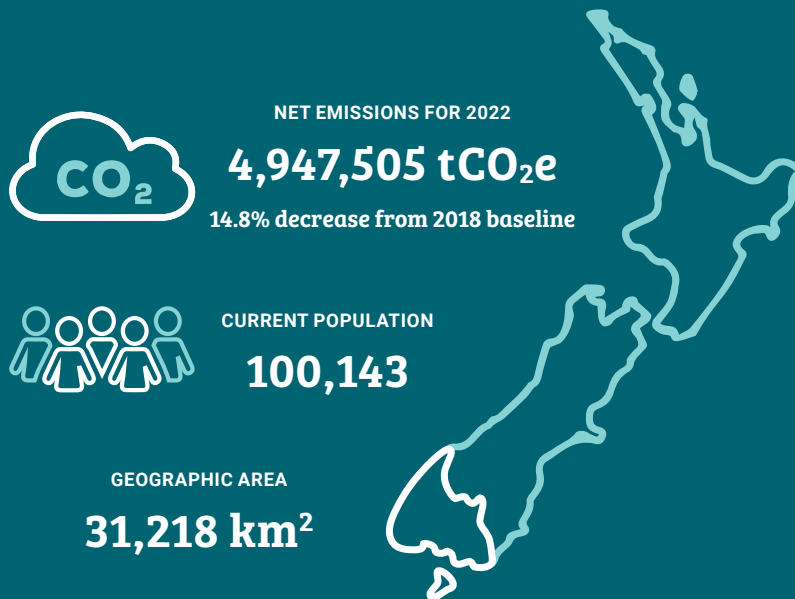 NET EMISSIONS FOR 2022
CO₂
4,947,505 tCO₂e
14.8% decrease from 2018 baseline
CURRENT POPULATION
100,143
GEOGRAPHIC AREA
31,218 km²